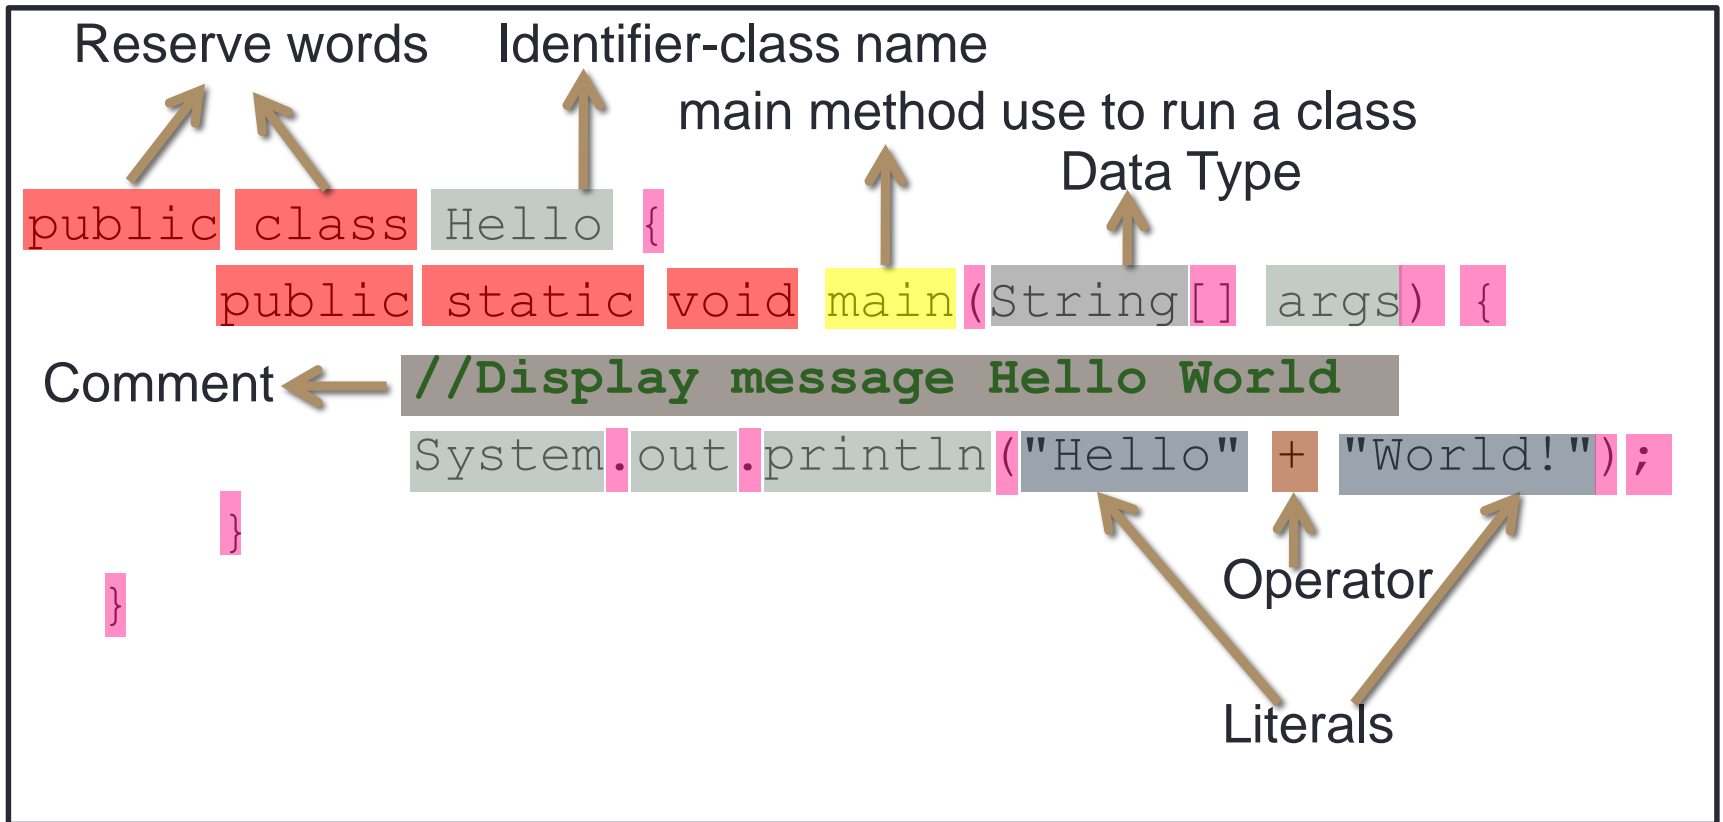 Reserve words Identifier-class name
main method use to run a class
Data Type
public class Hello {
public static void main(String[] args) {
Comment //Display message Hello World
System.out.println("Hello" + "World!");
}
Operator
}
Literals